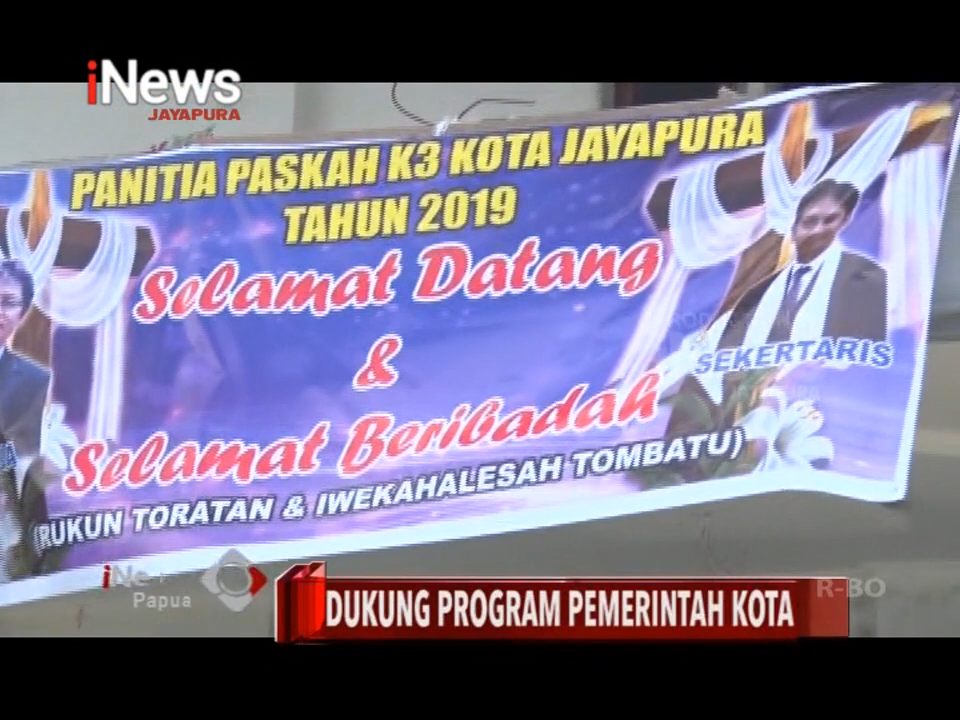 iNews
JAYAPURA
PANITIA PASKAH K3 KOTA JAYAPURA
TAHUN 2019
Selamat Datang
&
Selamat Beribadah
(RUKUN TORATAN & IWEKAHALESAH TOMBATU)
SEKERTARIS
iNe
Papua
R-BO
DUKUNG PROGRAM PEMERINTAH KOTA